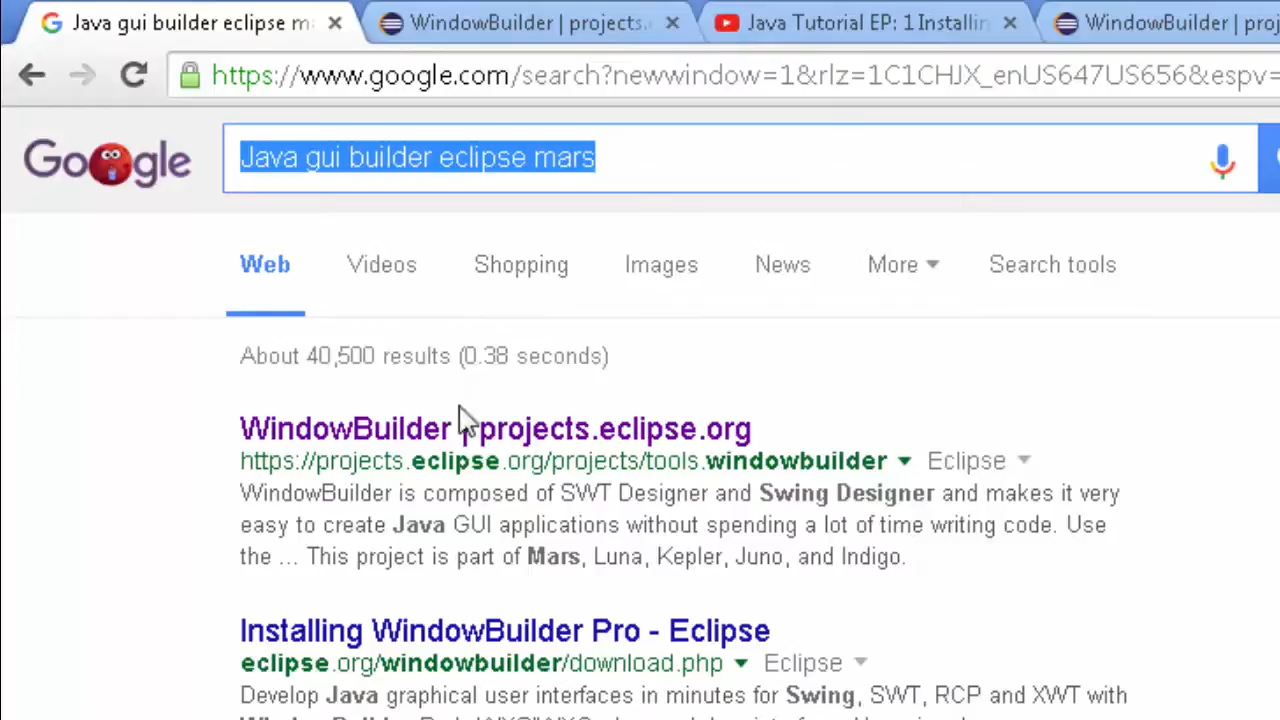 Java gui builder eclipse m
WindowBuilder | projects.
Java Tutorial EP: 1 Installin
WindowBuilder | proj
https://www.google.com/search?newwindow=1&rlz=1C1CHJX_enUS647US656&espv=
Google
Java gui builder eclipse mars
Web Videos Shopping Images News More Search tools
About 40,500 results (0.38 seconds)
WindowBuilder | projects.eclipse.org
https://projects.eclipse.org/projects/tools.windowbuilder Eclipse
WindowBuilder is composed of SWT Designer and Swing Designer and makes it very
easy to create Java GUI applications without spending a lot of time writing code. Use
the ... This project is part of Mars, Luna, Kepler, Juno, and Indigo.
Installing WindowBuilder Pro - Eclipse
eclipse.org/windowbuilder/download.php Eclipse
Develop Java graphical user interfaces in minutes for Swing, SWT, RCP and XWT with